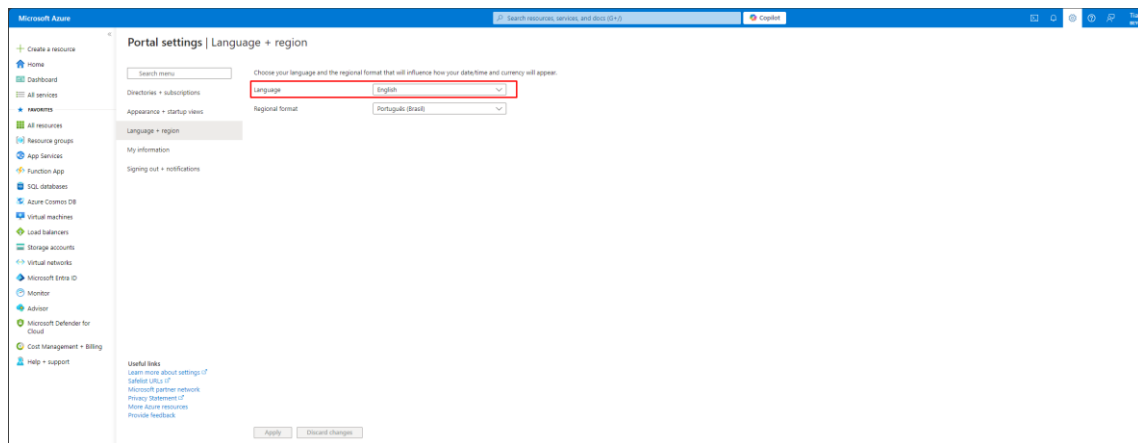 Microsoft Azure
Search resources, services, and docs (G+/)
Copilot
Create a resource
Home
Dashboard
All services
FAVORITES
All resources
Resource groups
App Services
Function App
SQL databases
Azure Cosmos DB
Virtual machines
Load balancers
Storage accounts
Virtual networks
Microsoft Entra ID
Monitor
Advisor
Microsoft Defender for
Cloud
Cost Management + Billing
Help + support
Portal settings | Language + region
Search menu
Directories + subscriptions
Appearance + startup views
Language + region
My information
Signing out + notifications
Useful links
Learn more about settings
Safelist URLs
Microsoft partner network
Privacy Statement
More Azure resources
Provide feedback
Choose your language and the regional format that will influence how your date/time and currency will appear.
Language English
Regional format Português (Brasil)
Apply Discard changes